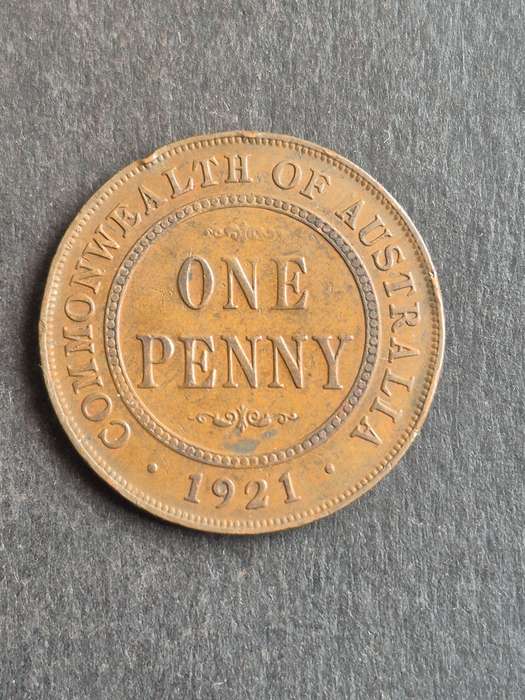 COMMONWEALTH OF AUSTRALIA
ONE
PENNY
· 1921 ·